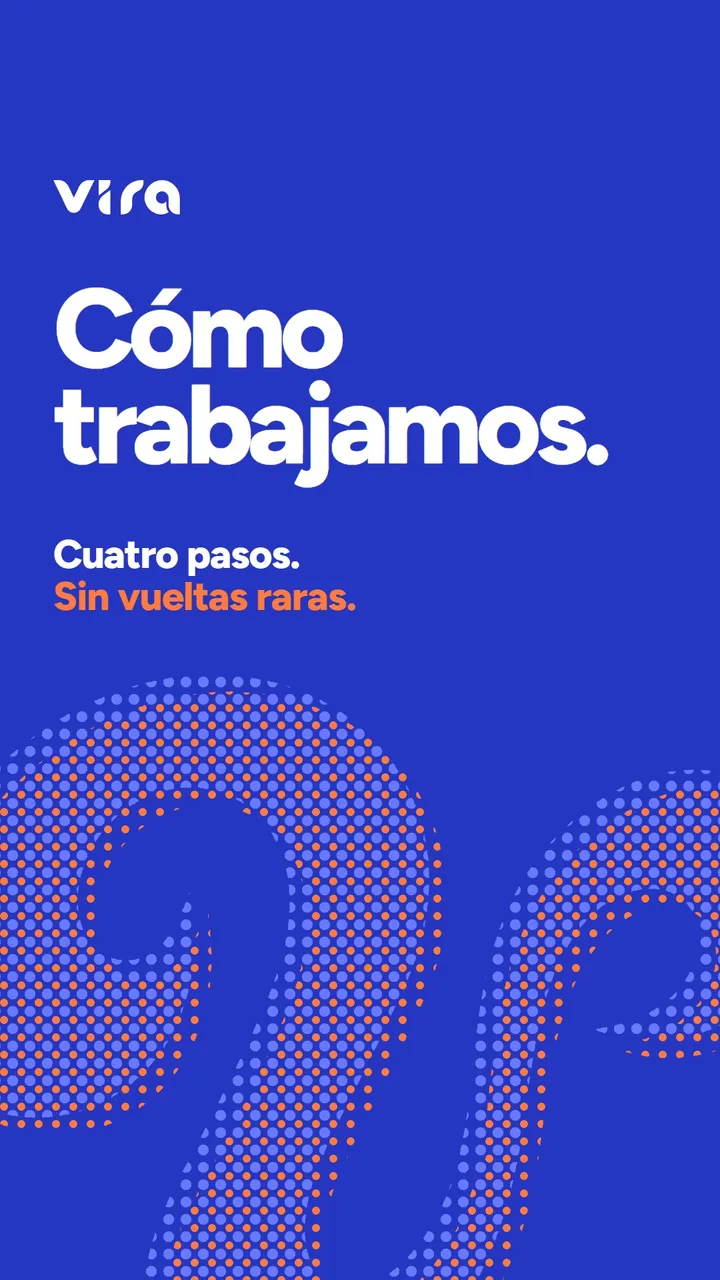 vira
Cómo
trabajamos.
Cuatro pasos.
Sin vueltas raras.